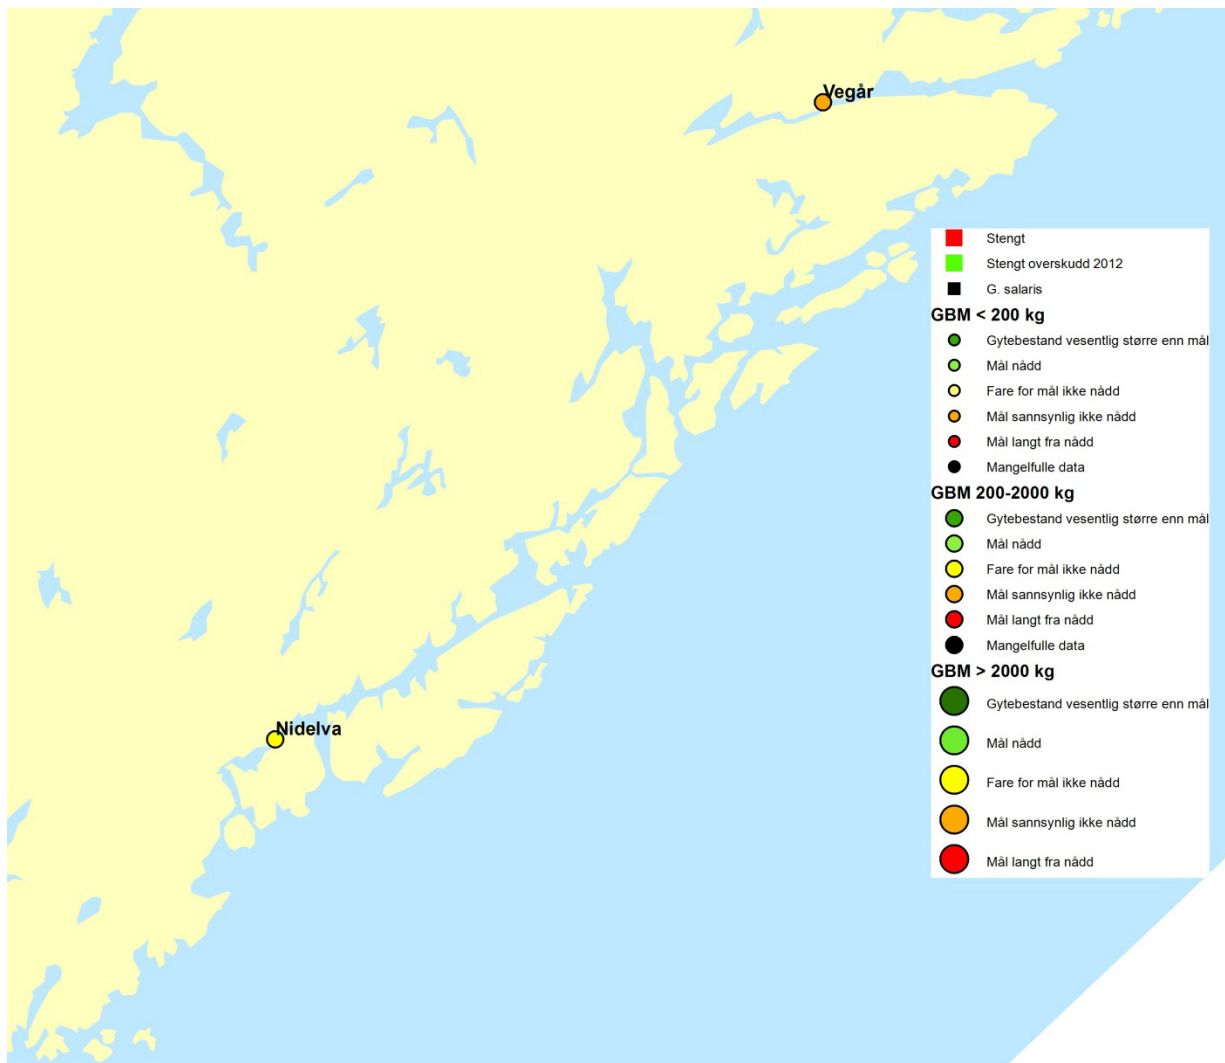 Vegår
Stengt
Stengt overskudd 2012
G. salaris
GBM < 200 kg
Gytebestand vesentlig større enn mål
Mål nådd
Fare for mål ikke nådd
Mål sannsynlig ikke nådd
Mål langt fra nådd
Mangelfulle data
GBM 200-2000 kg
Gytebestand vesentlig større enn mål
Mål nådd
Fare for mål ikke nådd
Mål sannsynlig ikke nådd
Mål langt fra nådd
Mangelfulle data
GBM > 2000 kg
Gytebestand vesentlig større enn mål
Mål nådd
Fare for mål ikke nådd
Mål sannsynlig ikke nådd
Mål langt fra nådd
Nidelva